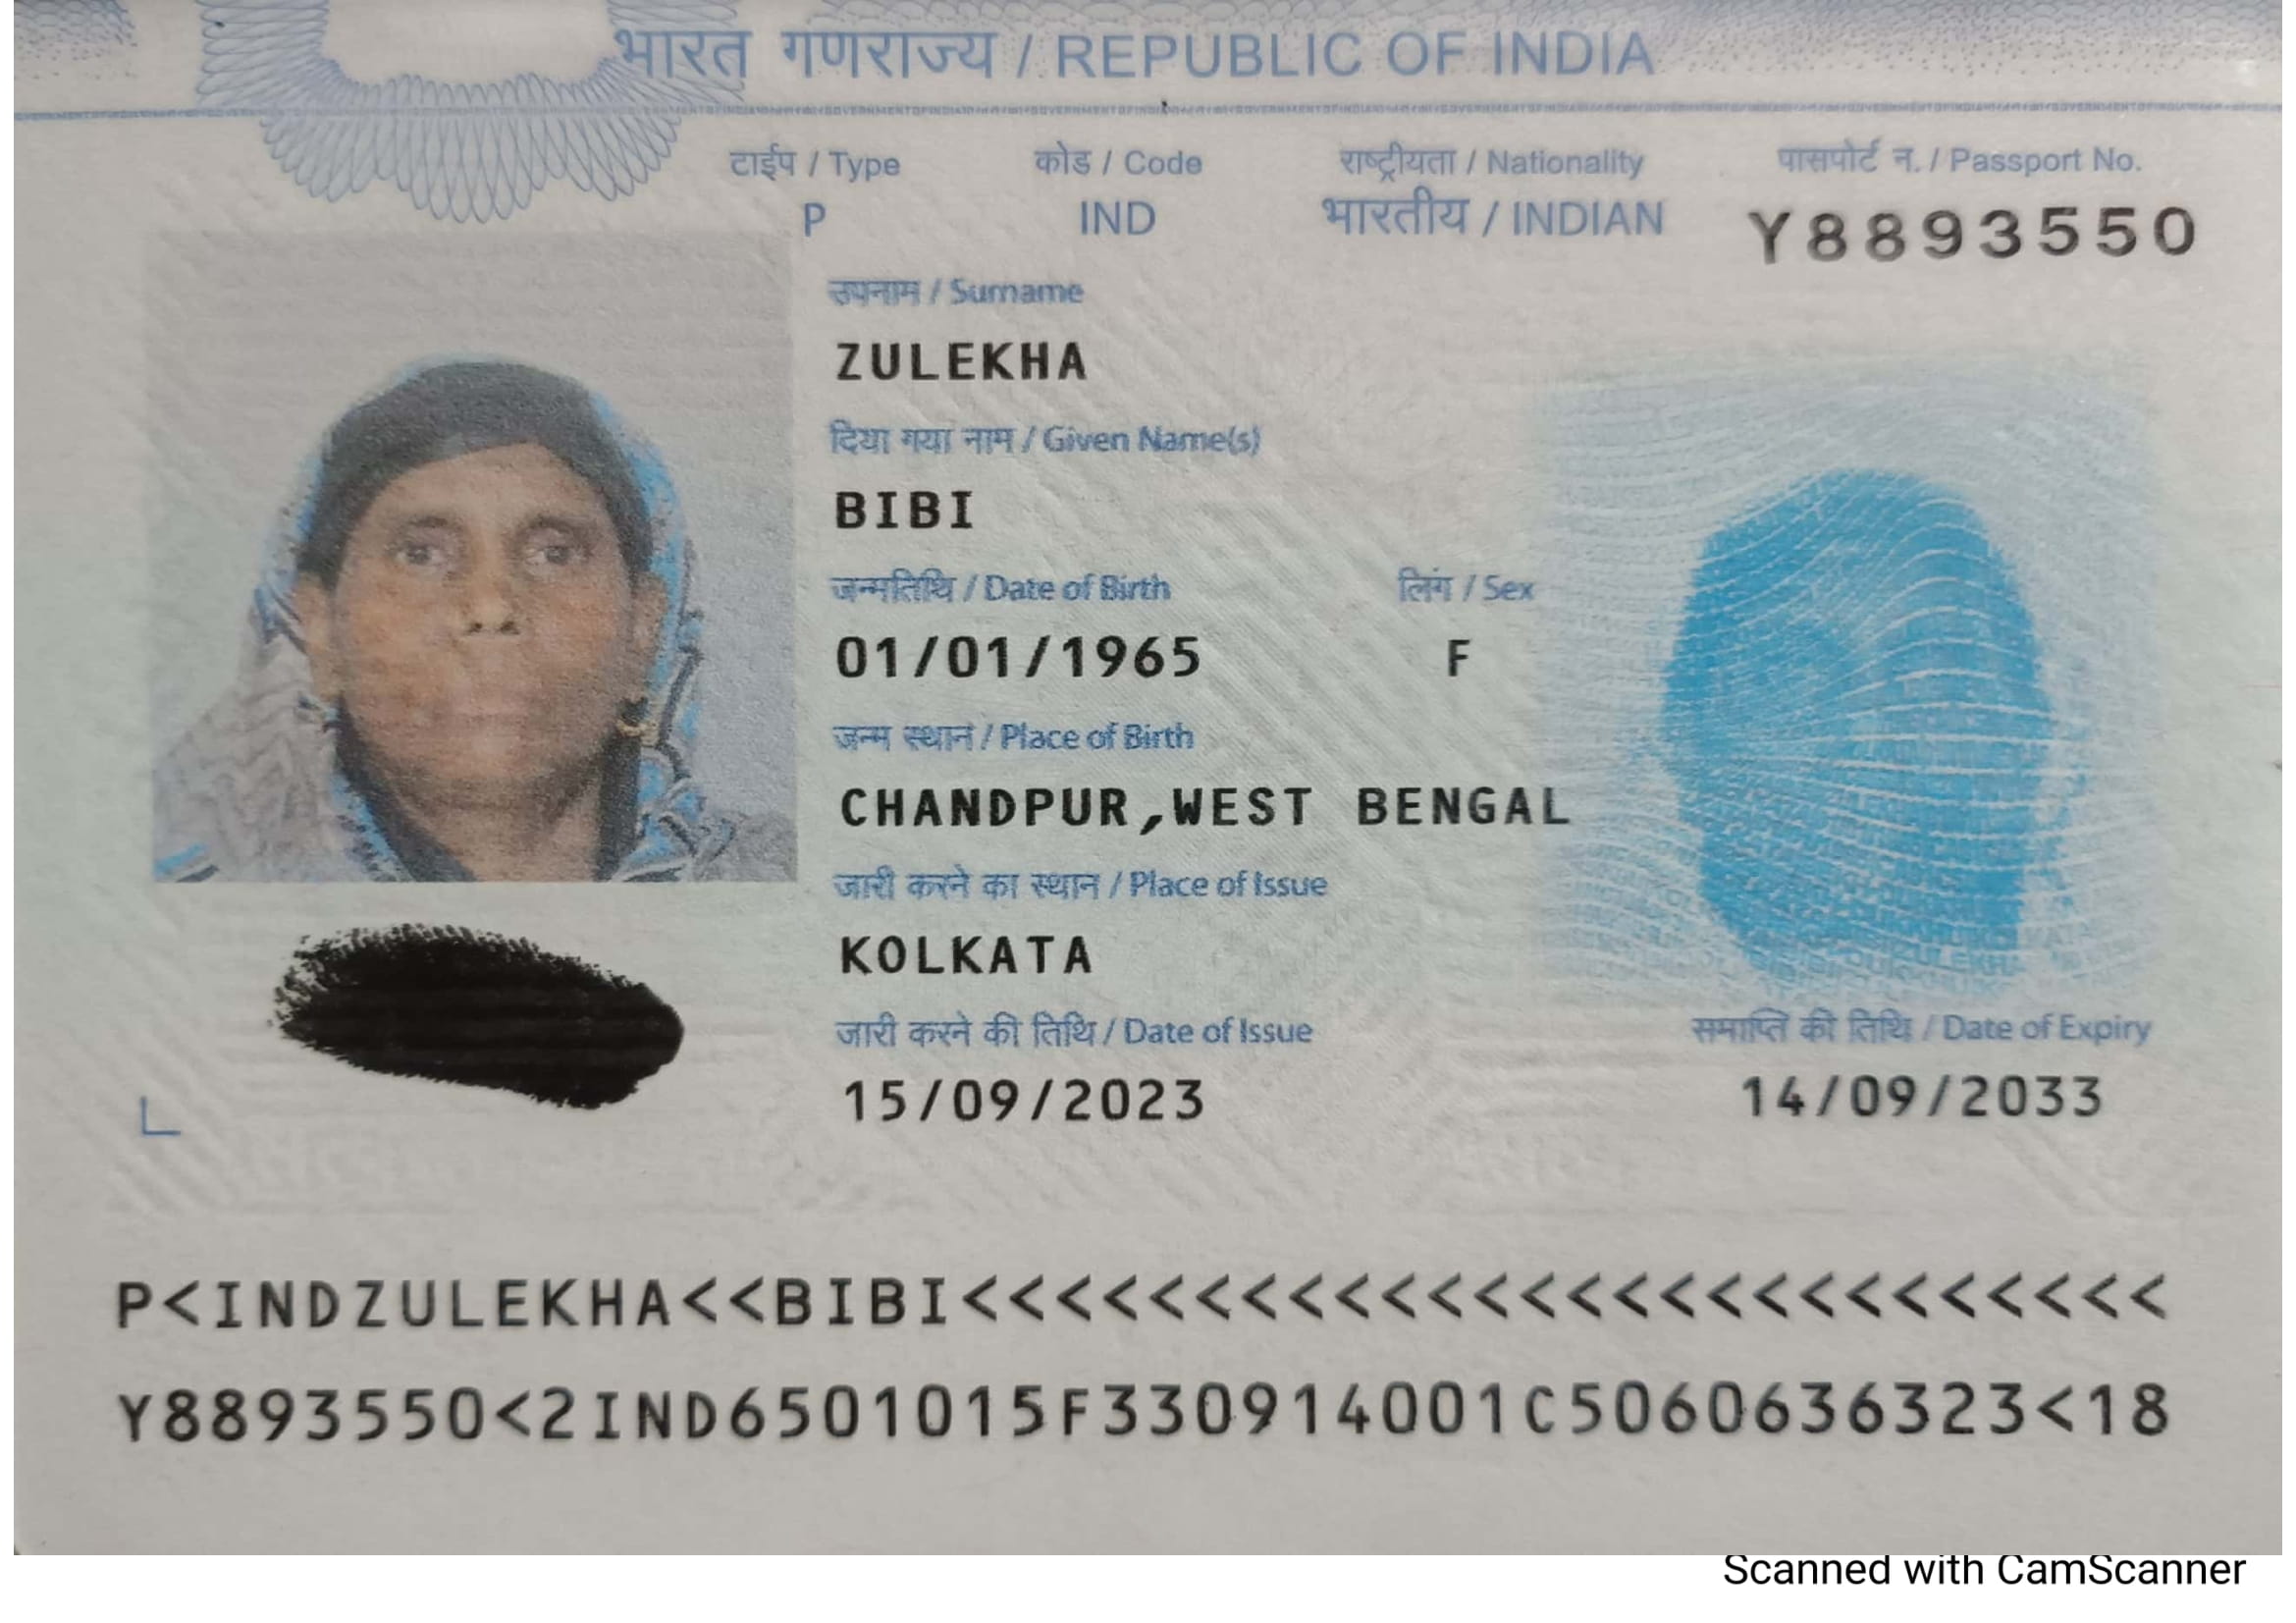 भारत गणराज्य / REPUBLIC OF INDIA
टाईप / Type कोड / Code राष्ट्रीयता / Nationality पासपोर्ट न. / Passport No.
P IND भारतीय / INDIAN Y8893550
उपनाम / Surname
ZULEKHA
दिया गया नाम / Given Name(s)
BIBI
जन्मतिथि / Date of Birth लिंग / Sex
01/01/1965 F
जन्म स्थान / Place of Birth
CHANDPUR,WEST BENGAL
जारी करने का स्थान / Place of Issue
KOLKATA
जारी करने की तिथि / Date of Issue समाप्ति की तिथि / Date of Expiry
15/09/2023 14/09/2033
P<INDZULEKHA<<BIBI<<<<<<<<<<<<<<<<<<<<<<<<<<
Y8893550<2IND6501015F330914001C5060636323<18
Scanned with CamScanner